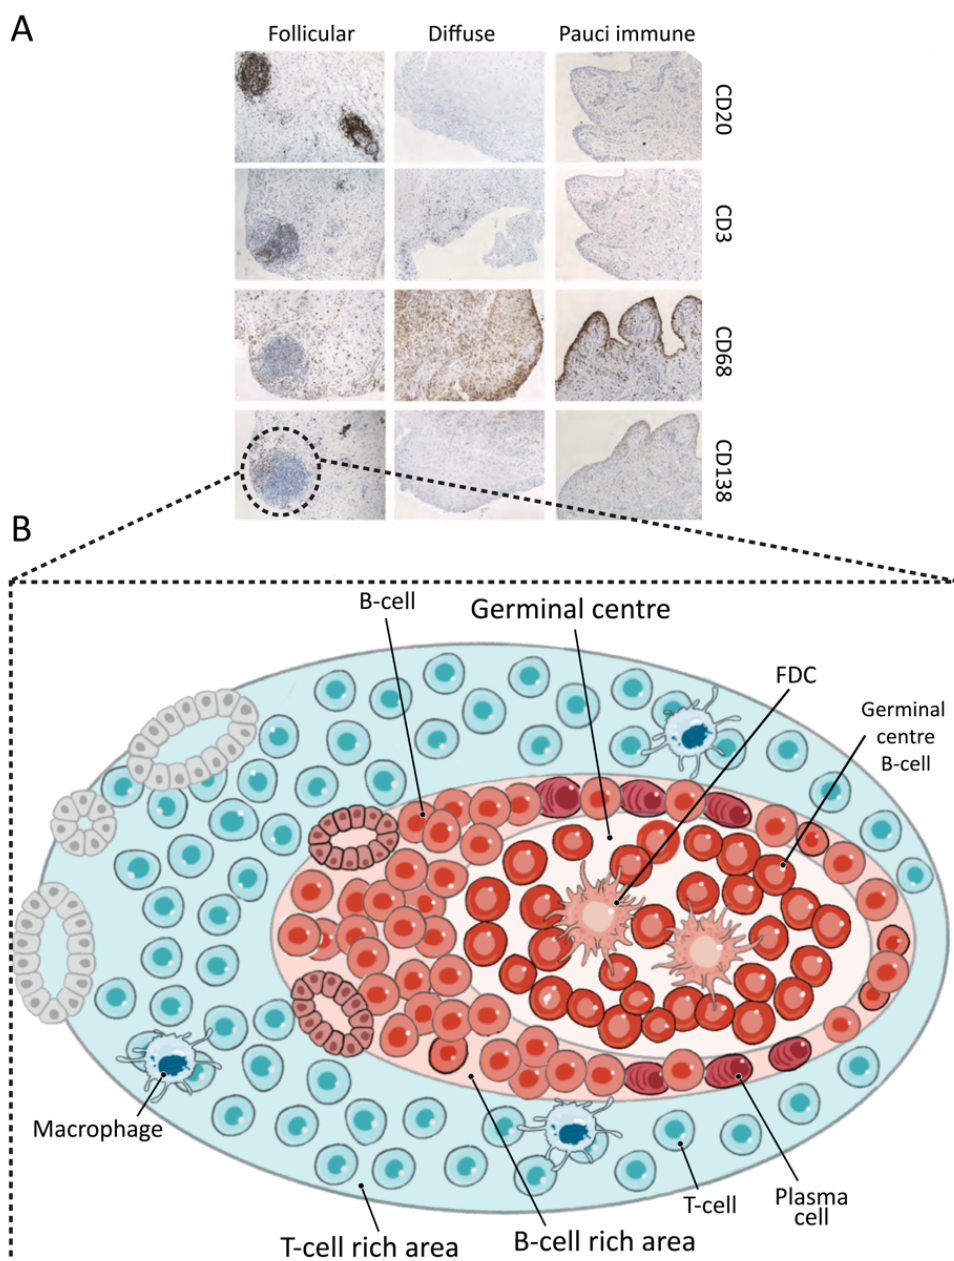 A
Follicular
Diffuse
Pauci immune
CD20
CD3
CD68
CD138
B
B-cell
Germinal centre
FDC
Germinal
centre
B-cell
Macrophage
T-cell
Plasma
cell
T-cell rich area
B-cell rich area